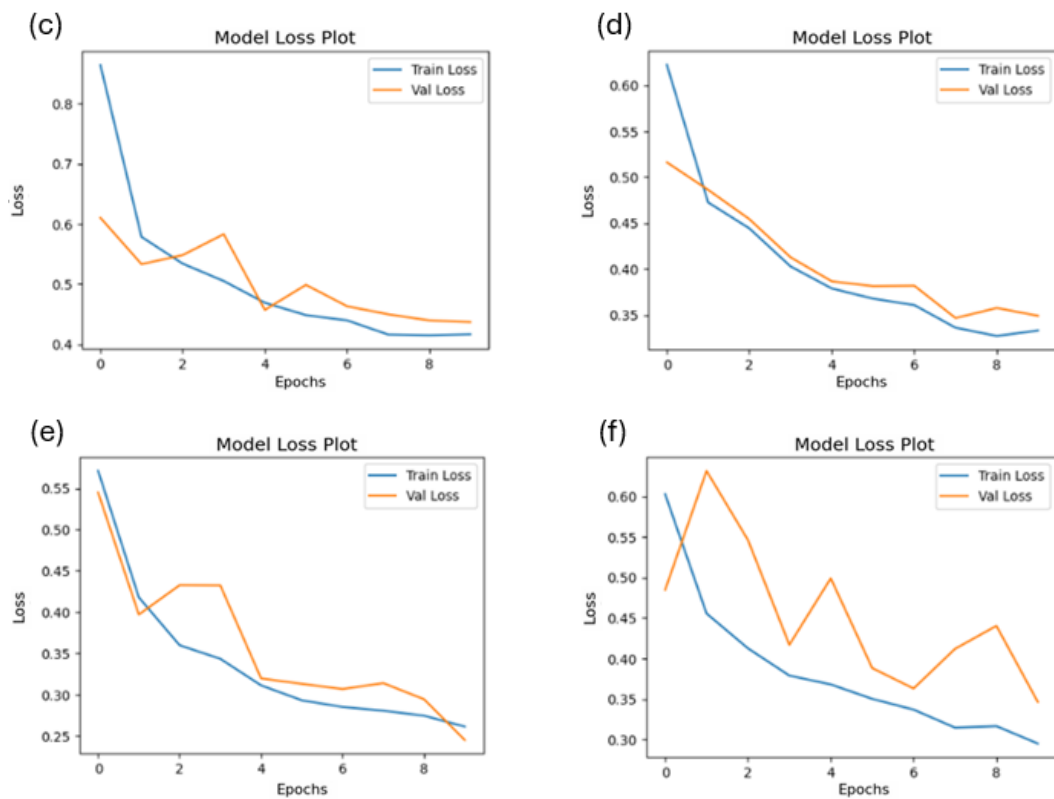 (c)
Model Loss Plot
Train Loss
Val Loss
0.8
0.7
0.6
0.5
0.4
Loss
0 2 4 6 8
Epochs
(d)
Model Loss Plot
Train Loss
Val Loss
0.60
0.55
0.50
0.45
0.40
0.35
Loss
0 2 4 6 8
Epochs
(e)
Model Loss Plot
Train Loss
Val Loss
0.55
0.50
0.45
0.40
0.35
0.30
0.25
Loss
0 2 4 6 8
Epochs
(f)
Model Loss Plot
Train Loss
Val Loss
0.60
0.55
0.50
0.45
0.40
0.35
0.30
Loss
0 2 4 6 8
Epochs